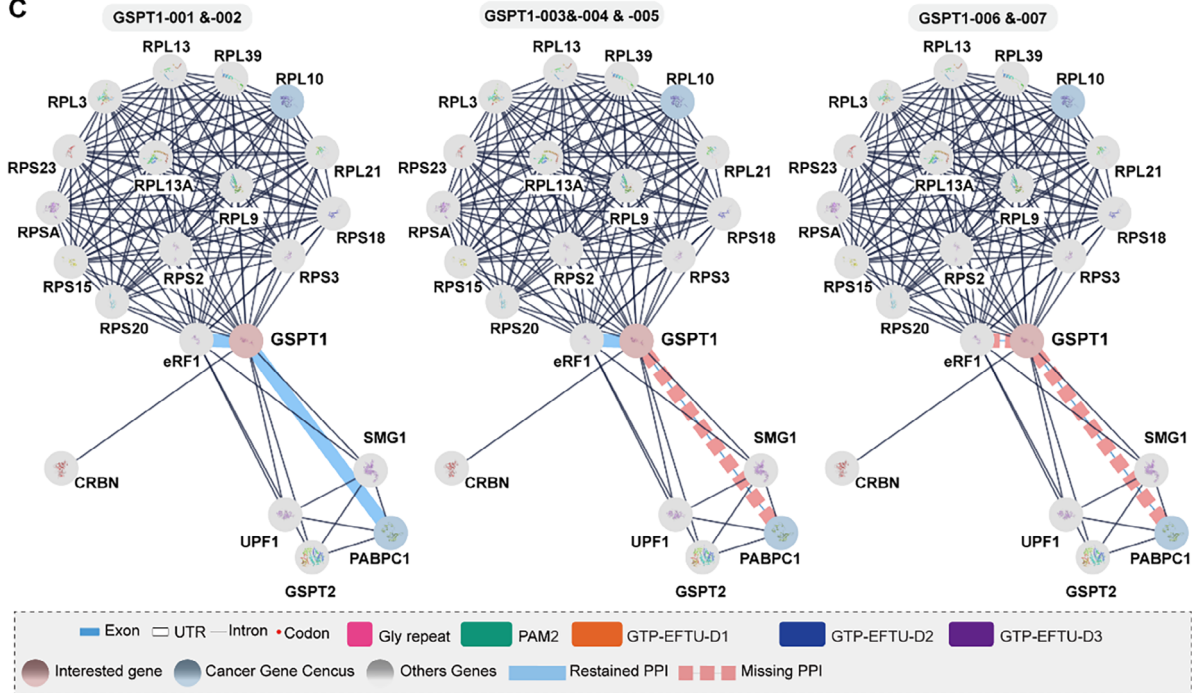 C
GSPT1-001 &-002
RPL13
RPL39
RPL10
RPL3
RPS23
RPL13A
RPL21
RPL9
RPSA
RPS18
RPS2
RPS3
RPS15
RPS20
GSPT1
eRF1
SMG1
CRBN
UPF1
PABPC1
GSPT2
GSPT1-003&-004 & -005
RPL13
RPL39
RPL10
RPL3
RPS23
RPL13A
RPL21
RPL9
RPSA
RPS18
RPS2
RPS3
RPS15
RPS20
GSPT1
eRF1
SMG1
CRBN
UPF1
PABPC1
GSPT2
GSPT1-006 &-007
RPL13
RPL39
RPL10
RPL3
RPS23
RPL13A
RPL21
RPL9
RPSA
RPS18
RPS2
RPS3
RPS15
RPS20
GSPT1
eRF1
SMG1
CRBN
UPF1
PABPC1
GSPT2
Exon UTR Intron Codon Gly repeat PAM2 GTP-EFTU-D1 GTP-EFTU-D2 GTP-EFTU-D3
Interested gene Cancer Gene Cencus Others Genes Restained PPI Missing PPI